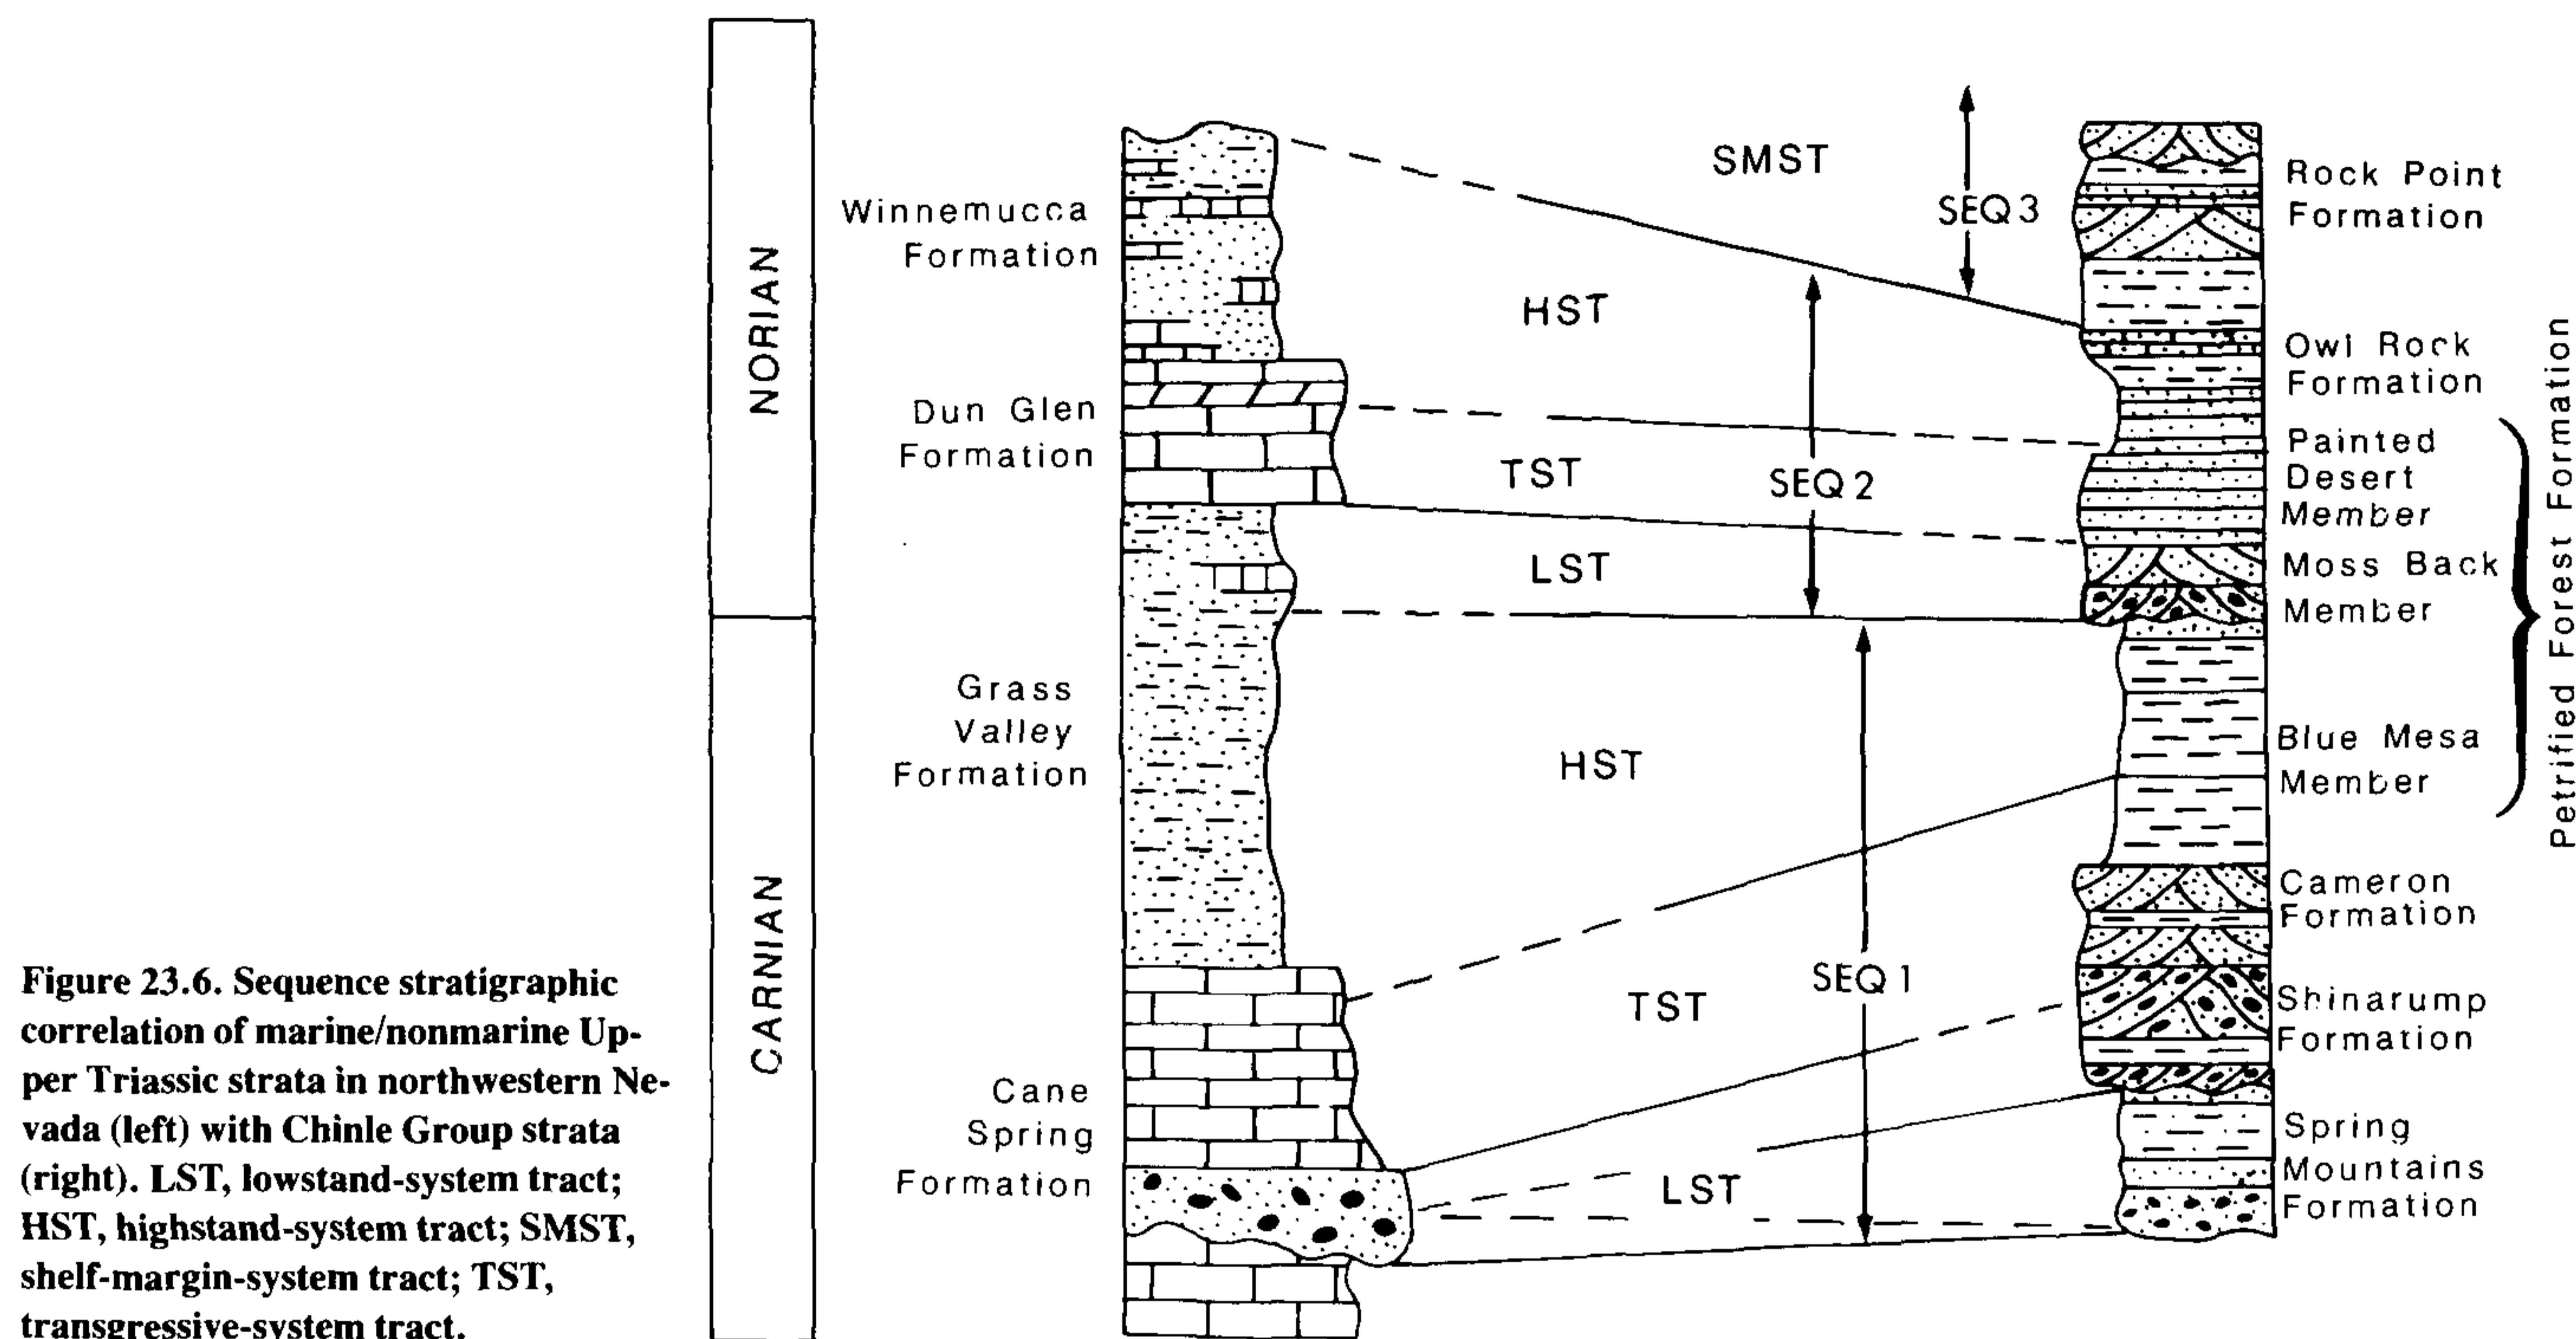 NORIAN
CARNIAN
Winnemucca
Formation
Dun Glen
Formation
Grass
Valley
Formation
Cane
Spring
Formation
SMST
SEQ 3
HST
TST
SEQ 2
LST
HST
TST
SEQ 1
LST
Rock Point
Formation
Owl Rock
Formation
Painted
Desert
Member
Moss Back
Member
Blue Mesa
Member
Petrified Forest Formation
Cameron
Formation
Shinarump
Formation
Spring
Mountains
Formation
Figure 23.6. Sequence stratigraphic
correlation of marine/nonmarine Up-
per Triassic strata in northwestern Ne-
vada (left) with Chinle Group strata
(right). LST, lowstand-system tract;
HST, highstand-system tract; SMST,
shelf-margin-system tract; TST,
transgressive-system tract.